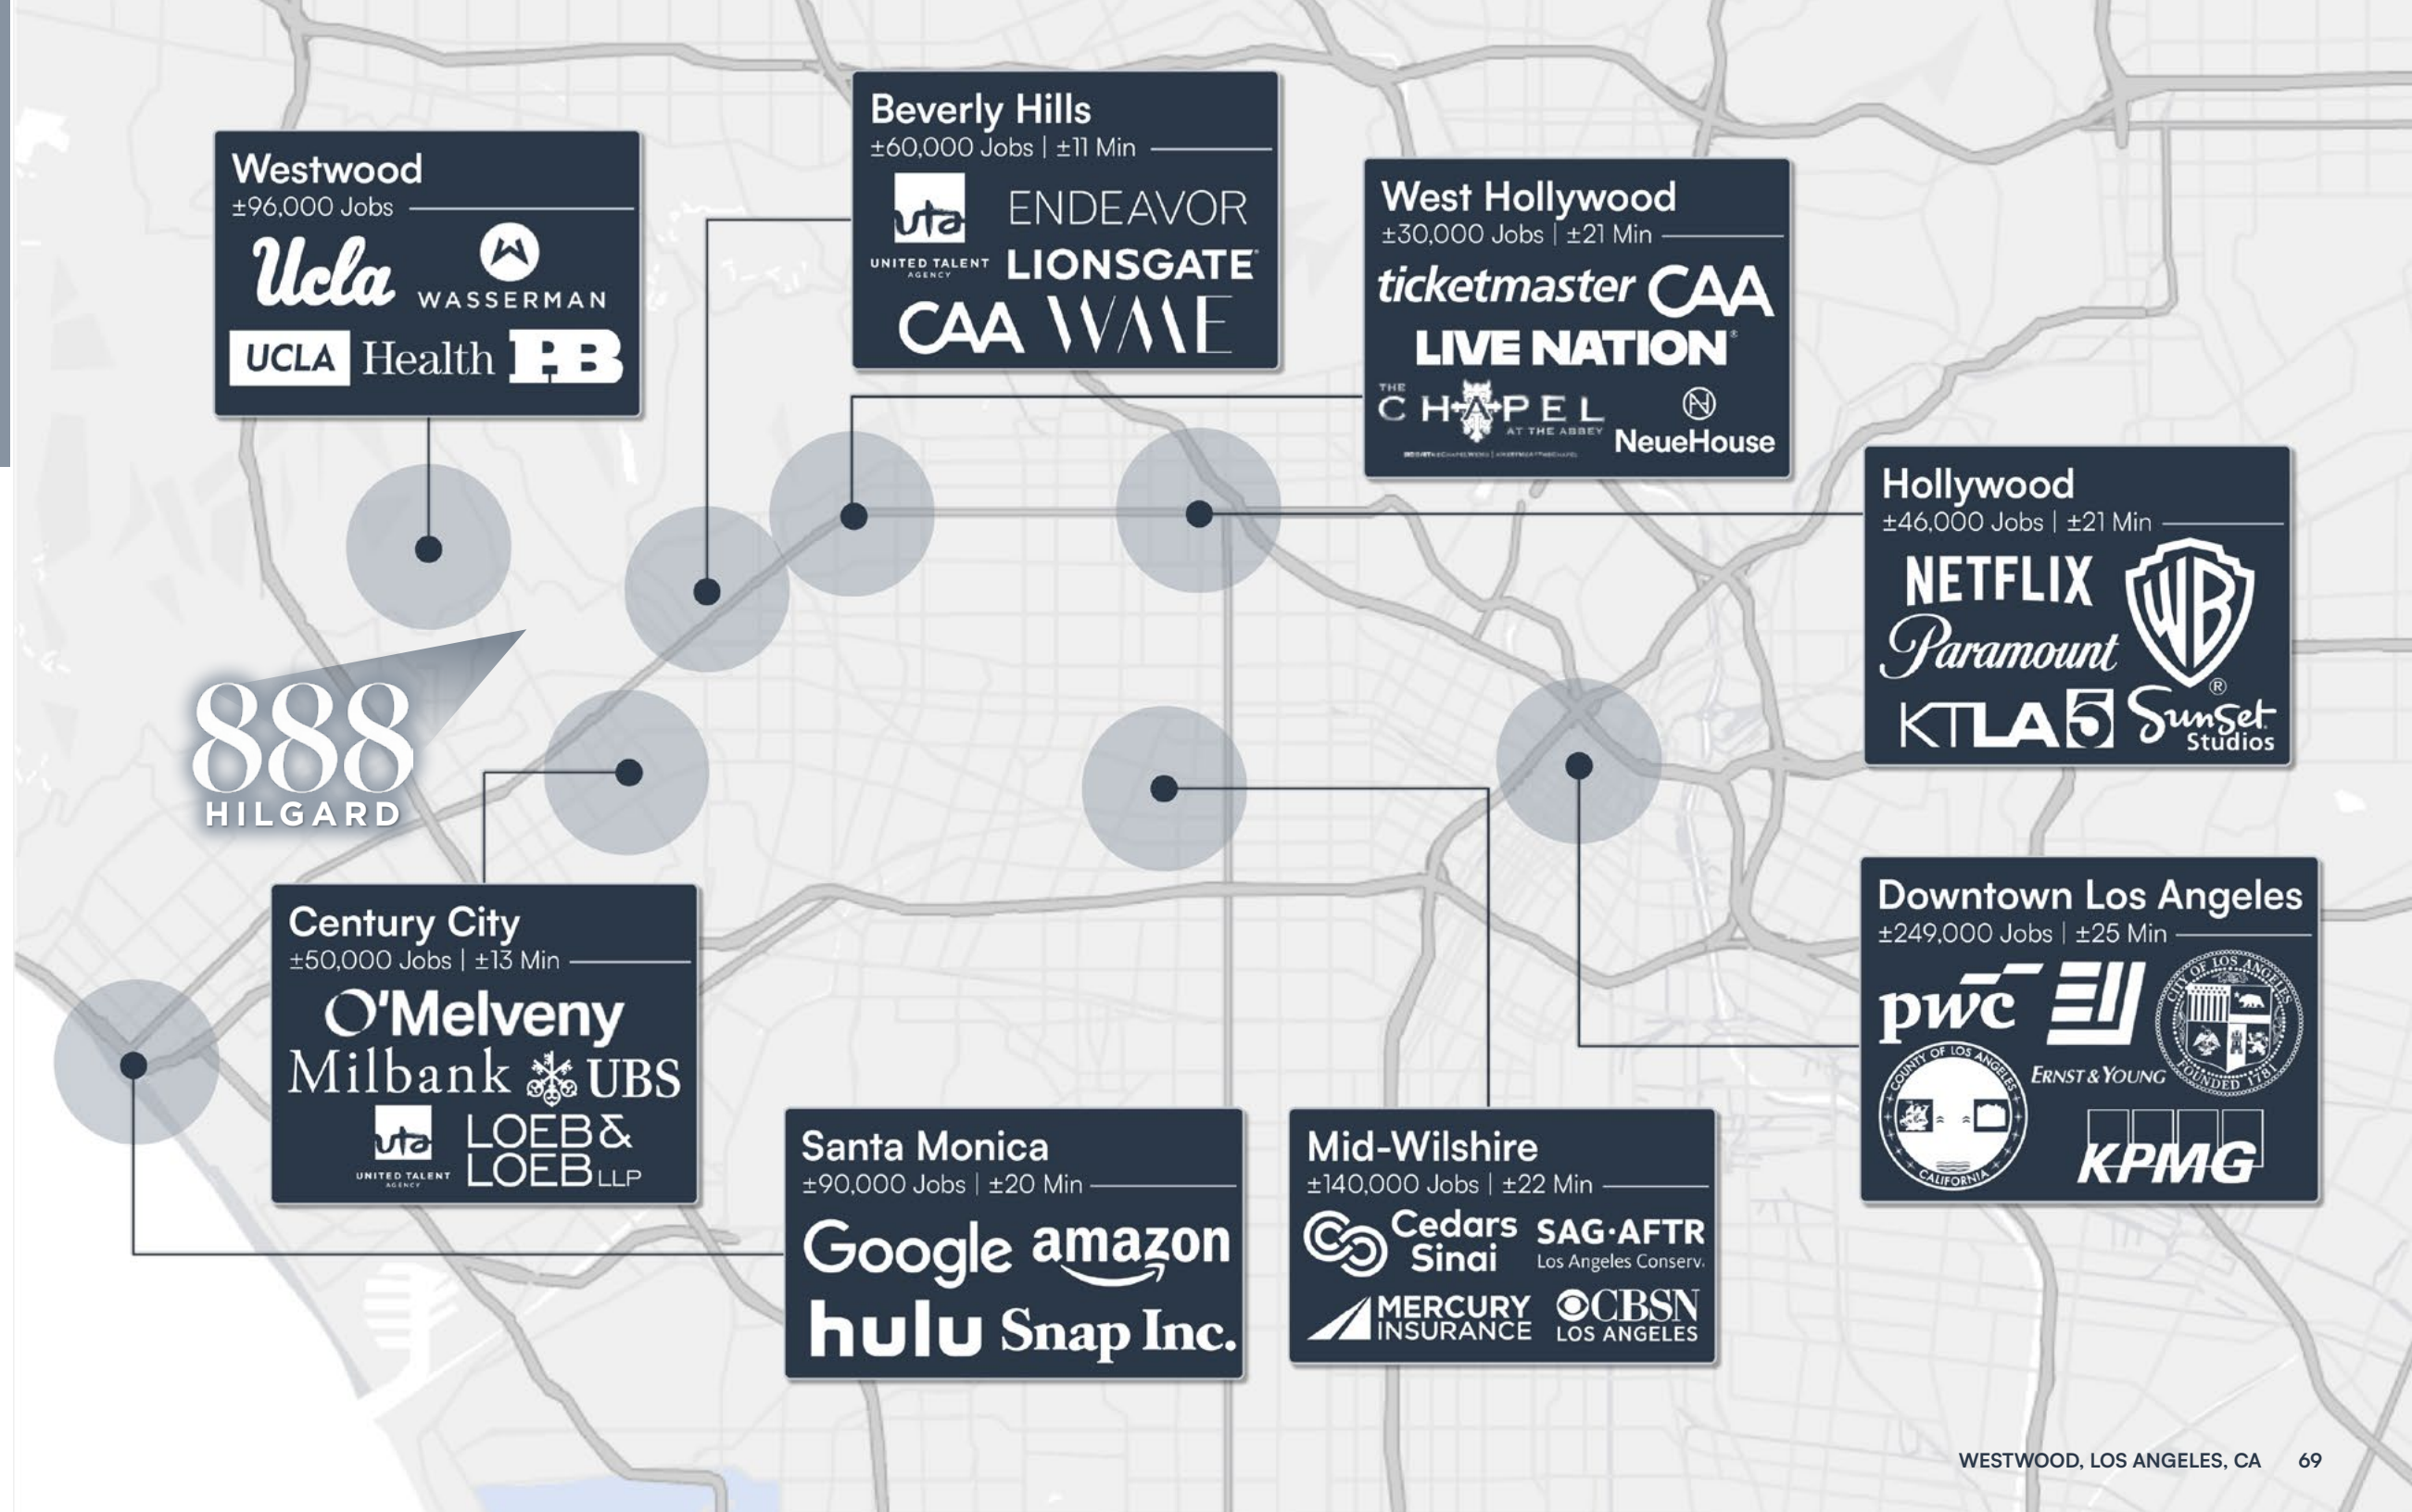 Westwood
±96,000 Jobs
Ucla
WASSERMAN
UCLA Health
Beverly Hills
±60,000 Jobs | ±11 Min
uta
UNITED TALENT
AGENCY
ENDEAVOR
LIONSGATE
CAA WME
West Hollywood
±30,000 Jobs | ±21 Min
ticketmaster CAA
LIVE NATION®
THE
CHAPEL
AT THE ABBEY
NeueHouse
Hollywood
±46,000 Jobs | ±21 Min
NETFLIX
WB
®
Paramount
KTLA 5
SunSet
Studios
888
HILGARD
Century City
±50,000 Jobs | ±13 Min
O'Melveny
Milbank UBS
uta
UNITED TALENT
AGENCY
LOEB &
LOEB LLP
Downtown Los Angeles
±249,000 Jobs | ±25 Min
pwc
EY
ERNST & YOUNG
CITY OF LOS ANGELES
FOUNDED 1781
COUNTY OF LOS ANGELES
CALIFORNIA
KPMG
Santa Monica
±90,000 Jobs | ±20 Min
Google amazon
hulu Snap Inc.
Mid-Wilshire
±140,000 Jobs | ±22 Min
Cedars
Sinai
SAG·AFTR
Los Angeles Conserv
MERCURY
INSURANCE
CBSN
LOS ANGELES
WESTWOOD, LOS ANGELES, CA 69